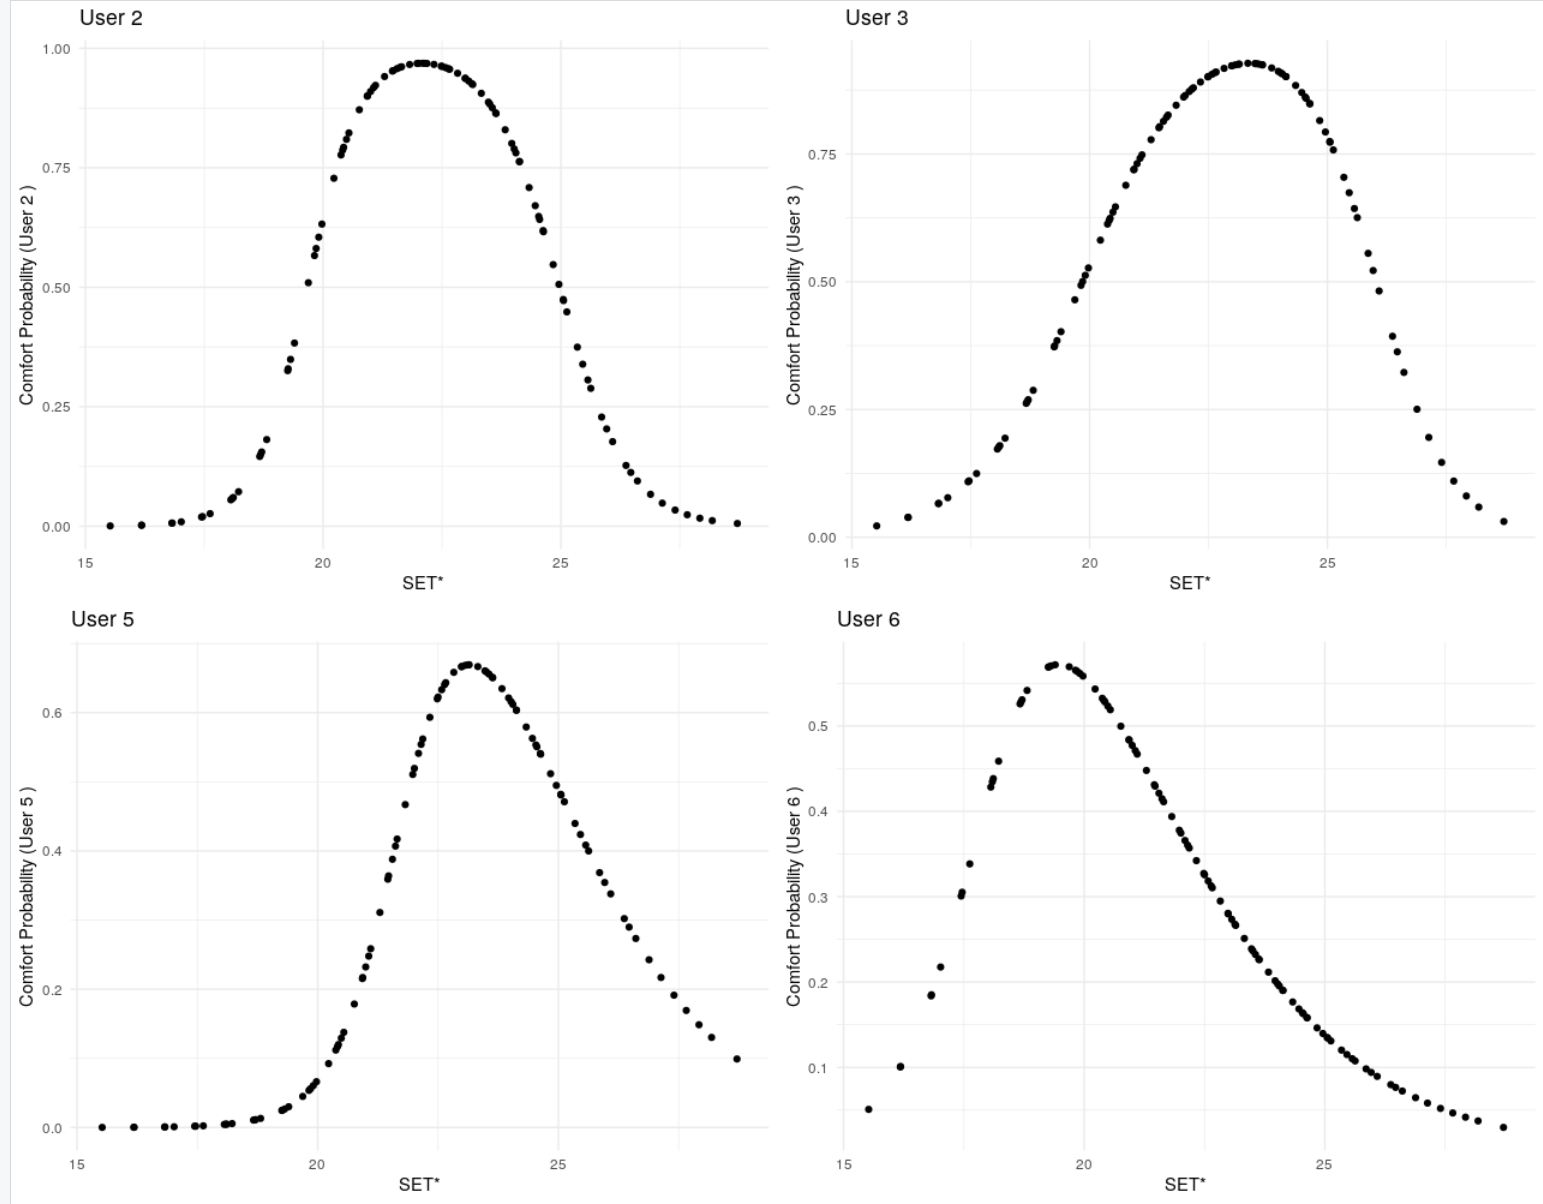 User 2
Comfort Probability (User 2 )
1.00
0.75
0.50
0.25
0.00
15
20
25
SET*
User 3
Comfort Probability (User 3 )
0.75
0.50
0.25
0.00
15
20
25
SET*
User 5
Comfort Probability (User 5 )
0.6
0.4
0.2
0.0
15
20
25
SET*
User 6
Comfort Probability (User 6 )
0.5
0.4
0.3
0.2
0.1
15
20
25
SET*